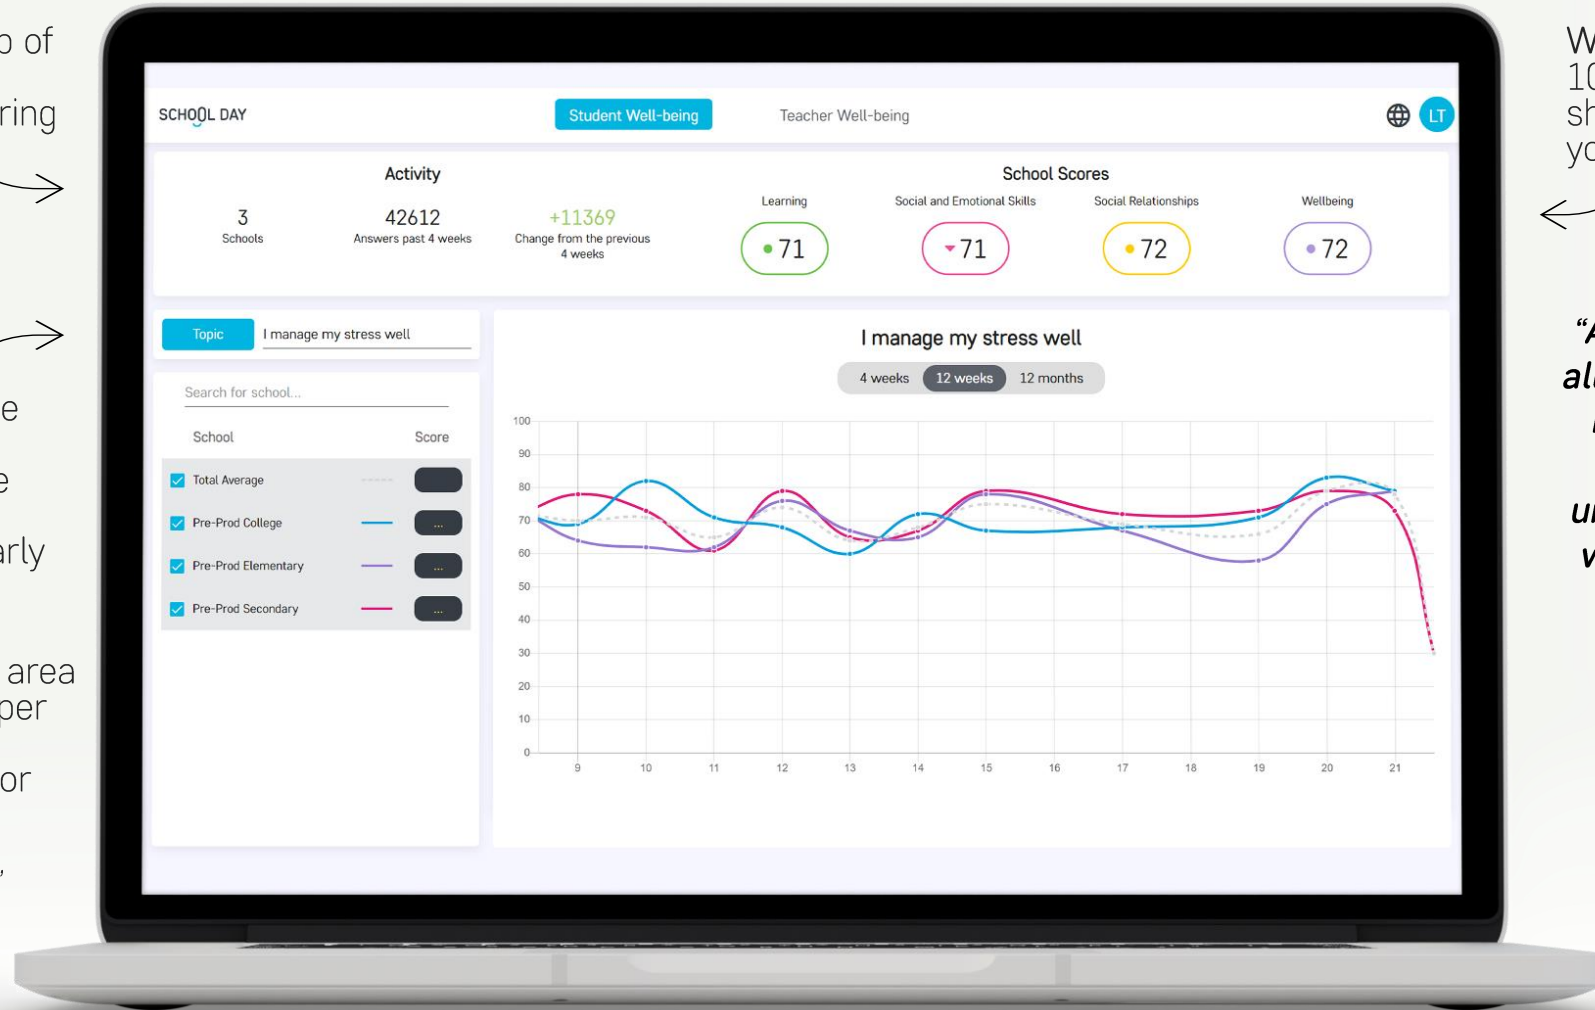 p of
ring
e
e
arly
area
per
or
,
SCHOOL DAY
Student Well-being
Teacher Well-being
LT
Activity
3
Schools
42612
Answers past 4 weeks
+11369
Change from the previous
4 weeks
School Scores
Learning
71
Social and Emotional Skills
71
Social Relationships
72
Wellbeing
72
Topic I manage my stress well
Search for school...
School Score
Total Average
Pre-Prod College ...
Pre-Prod Elementary ...
Pre-Prod Secondary ...
I manage my stress well
4 weeks 12 weeks 12 months
100
90
80
70
60
50
40
30
20
10
0
9 10 11 12 13 14 15 16 17 18 19 20 21
W
10
sh
yo
“A
all
un
v